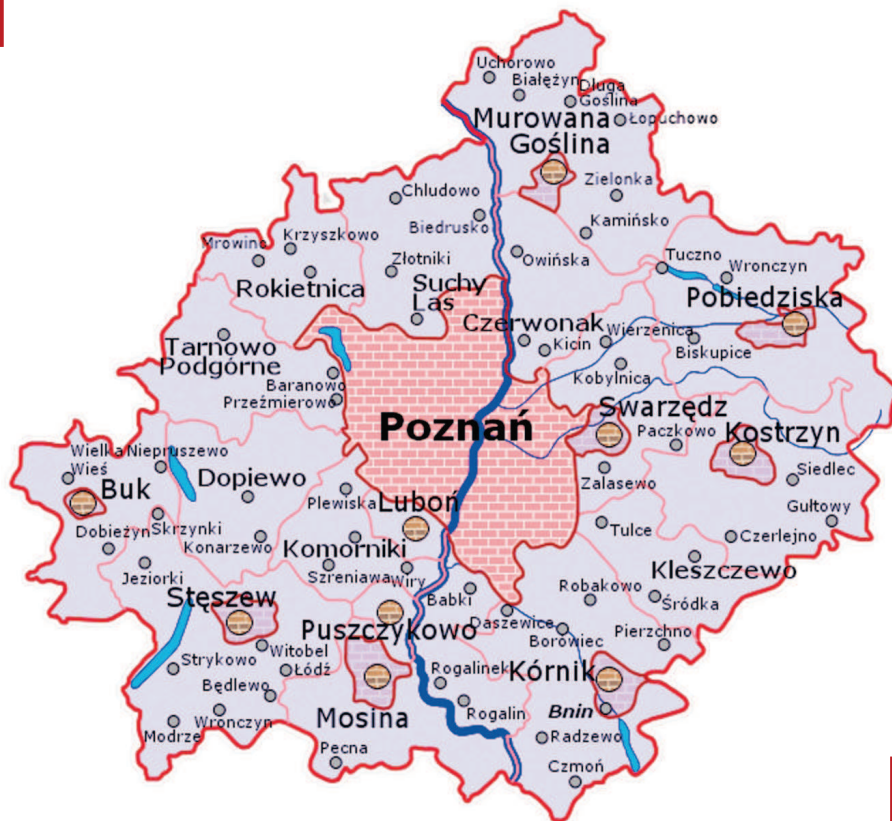 Uchorowo
Białężyn
Długa
Goślina
Murowana
Goślina
Łopuchowo
Zielonka
Chludowo
Biedrusko
Kamińsko
Mrowino
Krzyszkowo
Złotniki
Owińska
Tuczno
Wronczyn
Rokietnica
Suchy
Las
Pobiedziska
Czerwonak
Wierzenica
Kicin
Biskupice
Tarnowo
Podgórne
Baranowo
Przeźmierowo
Kobylnica
Poznań
Swarzędz
Paczkowo
Kostrzyn
Wielka
Wieś
Niepruszewo
Buk
Dopiewo
Plewiska
Luboń
Zalasewo
Siedlec
Gułtowy
Dobieżyn
Skrzynki
Konarzewo
Komorniki
Tulce
Czerlejno
Jeziorki
Szreniawa
Wiry
Kleszczewo
Stęszew
Babki
Robakowo
Śródka
Puszczykowo
Daszewice
Borowiec
Pierzchno
Witobel
Strykowo
Łódź
Rogalinek
Kórnik
Będlewo
Mosina
Rogalin
Bnin
Modrze
Wronczyn
Radzewo
Pecna
Czmoń